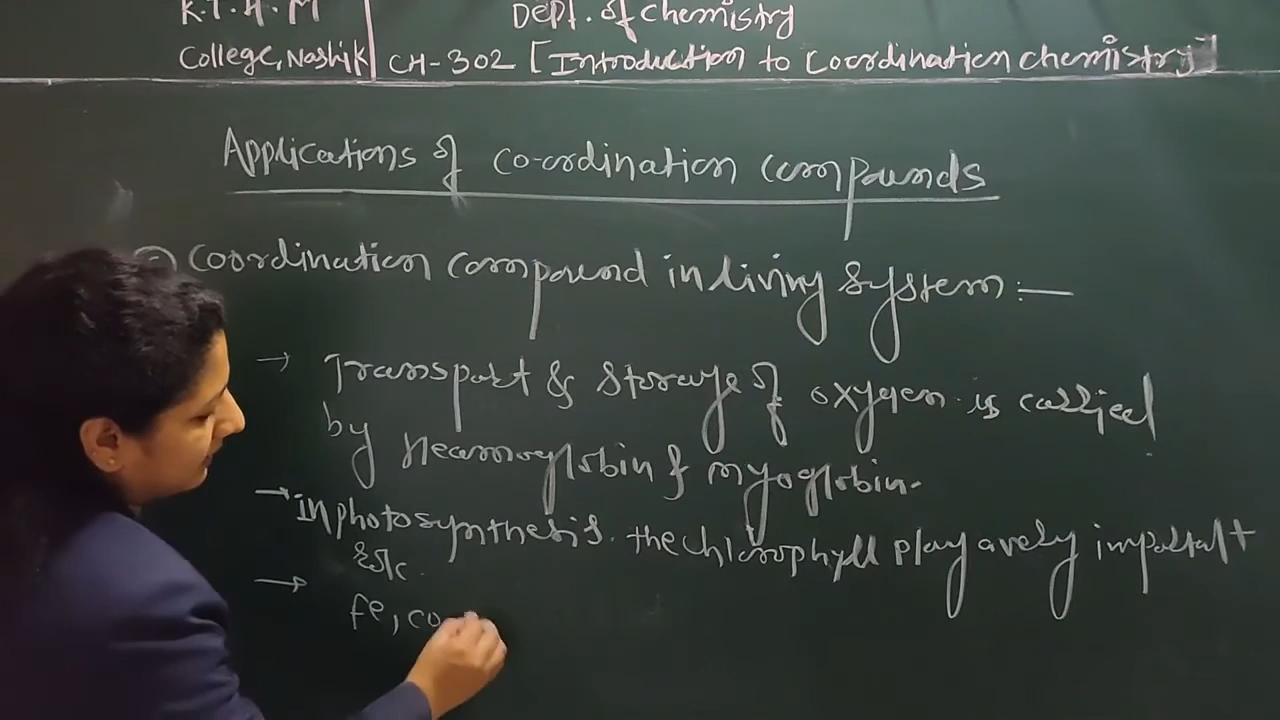 K.T.H.M Dept. of chemistry
College, Nashik CH-302 [Introduction to Coordination chemistry]
Applications of co-ordination compounds
Coordination compound in living system :-
→ Transport & storage of oxygen is carried
by Heamoglobin & myoglobin.
→ In photosynthesis. the chlorophyll play a very important
→ Fe, co